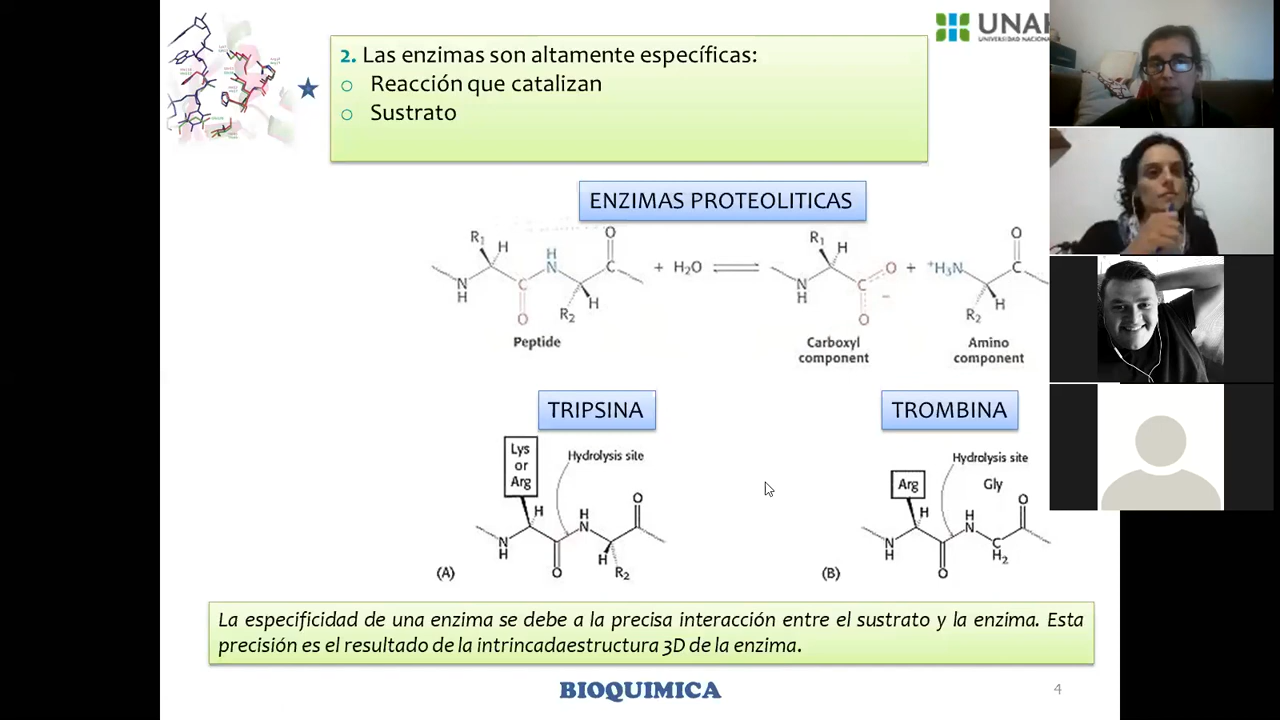 2. Las enzimas son altamente específicas:
Reacción que catalizan
Sustrato
UNAH
UNIVERSIDAD NACIONAL
ENZIMAS PROTEOLITICAS
R₁ H H N O
N H O R₂ H
+ H₂O
R₁ H O + ⁺H₃N O
N H O − R₂ H
Peptide
Carboxyl
component
Amino
component
TRIPSINA
TROMBINA
Lys
or
Arg
Hydrolysis site
H H N O
N H O H R₂
(A)
Hydrolysis site
Arg
Gly
H H N O
N H O C H₂
(B)
La especificidad de una enzima se debe a la precisa interacción entre el sustrato y la enzima. Esta
precisión es el resultado de la intrincadaestructura 3D de la enzima.
BIOQUIMICA
4